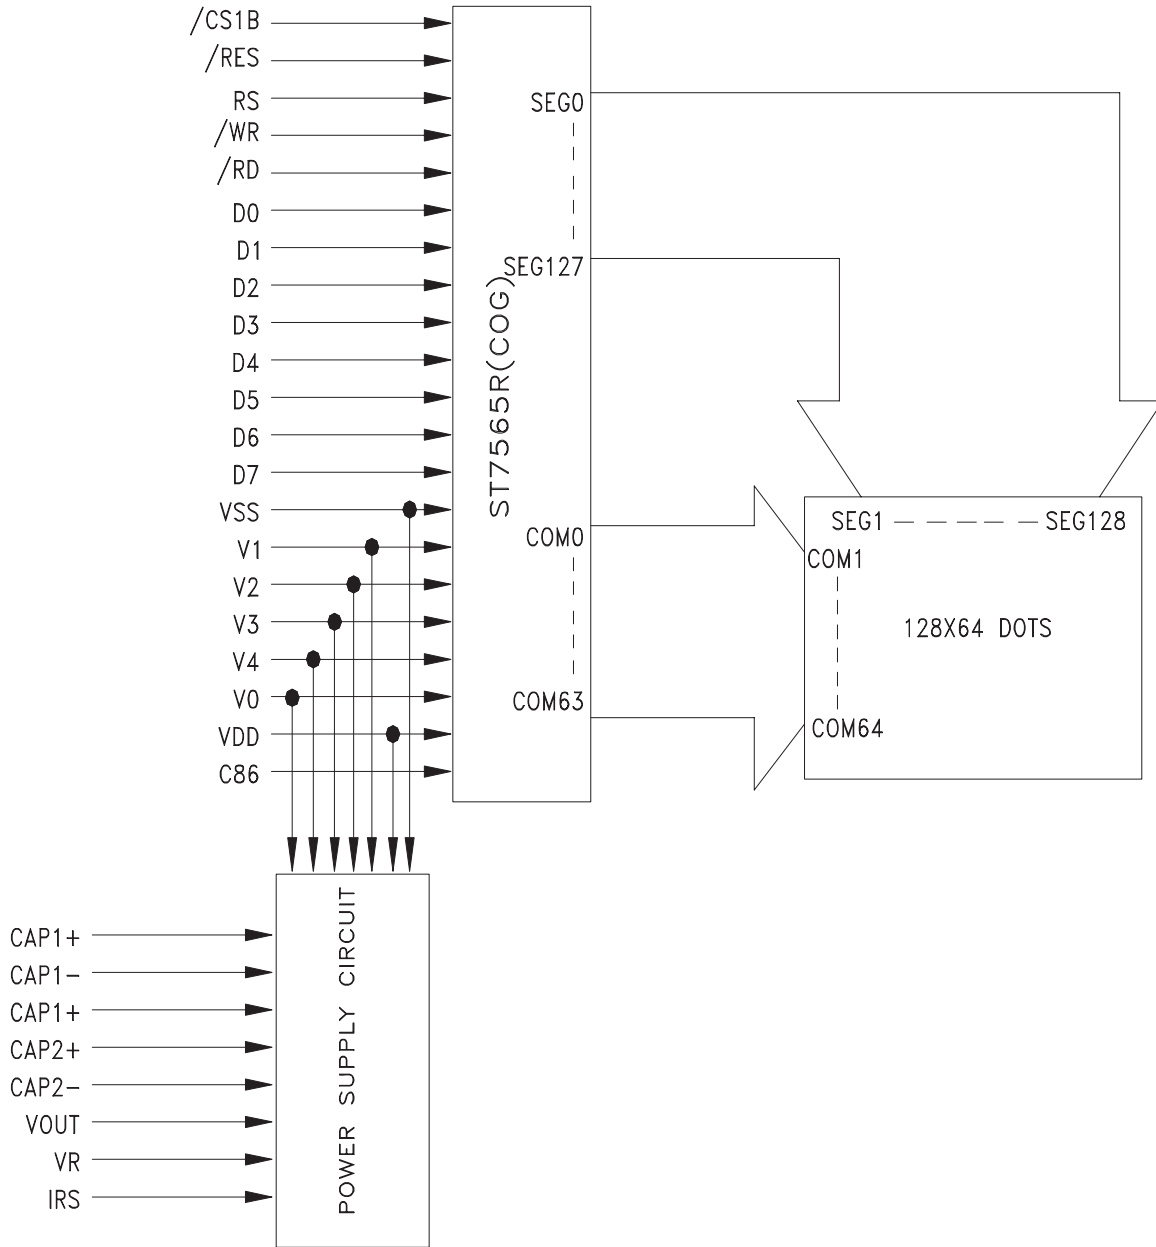 /CS1B
/RES
RS
/WR
/RD
D0
D1
D2
D3
D4
D5
D6
D7
VSS
V1
V2
V3
V4
V0
VDD
C86
ST7565R(COG)
SEG0
SEG127
COM0
COM63
SEG1
SEG128
COM1
128X64 DOTS
COM64
CAP1+
CAP1-
CAP1+
CAP2+
CAP2-
VOUT
VR
IRS
POWER SUPPLY CIRCUIT